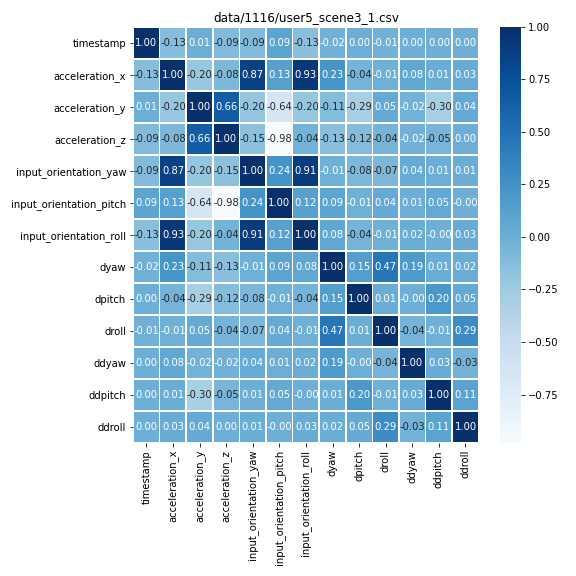 data/1116/user5_scene3_1.csv
timestamp 1.00 -0.13 0.01 -0.09 -0.09 0.09 -0.13 -0.02 0.00 -0.01 0.00 0.00 0.00
acceleration_x -0.13 1.00 -0.20 -0.08 0.87 0.13 0.93 0.23 -0.04 -0.01 0.08 0.01 0.03
acceleration_y 0.01 -0.20 1.00 0.66 -0.20 -0.64 -0.20 -0.11 -0.29 0.05 -0.02 -0.30 0.04
acceleration_z -0.09 -0.08 0.66 1.00 -0.15 -0.98 -0.04 -0.13 -0.12 -0.04 -0.02 -0.05 0.00
input_orientation_yaw -0.09 0.87 -0.20 -0.15 1.00 0.24 0.91 -0.01 -0.08 -0.07 0.04 0.01 0.01
input_orientation_pitch 0.09 0.13 -0.64 -0.98 0.24 1.00 0.12 0.09 -0.01 0.04 0.01 0.05 -0.00
input_orientation_roll -0.13 0.93 -0.20 -0.04 0.91 0.12 1.00 0.08 -0.04 -0.01 0.02 -0.00 0.03
dyaw -0.02 0.23 -0.11 -0.13 -0.01 0.09 0.08 1.00 0.15 0.47 0.19 0.01 0.02
dpitch 0.00 -0.04 -0.29 -0.12 -0.08 -0.01 -0.04 0.15 1.00 0.01 -0.00 0.20 0.05
droll -0.01 -0.01 0.05 -0.04 -0.07 0.04 -0.01 0.47 0.01 1.00 -0.04 -0.01 0.29
ddyaw 0.00 0.08 -0.02 -0.02 0.04 0.01 0.02 0.19 -0.00 -0.04 1.00 0.03 -0.03
ddpitch 0.00 0.01 -0.30 -0.05 0.01 0.05 -0.00 0.01 0.20 -0.01 0.03 1.00 0.11
ddroll 0.00 0.03 0.04 0.00 0.01 -0.00 0.03 0.02 0.05 0.29 -0.03 0.11 1.00
timestamp
acceleration_x
acceleration_y
acceleration_z
input_orientation_yaw
input_orientation_pitch
input_orientation_roll
dyaw
dpitch
droll
ddyaw
ddpitch
ddroll
1.00
0.75
0.50
0.25
0.00
−0.25
−0.50
−0.75